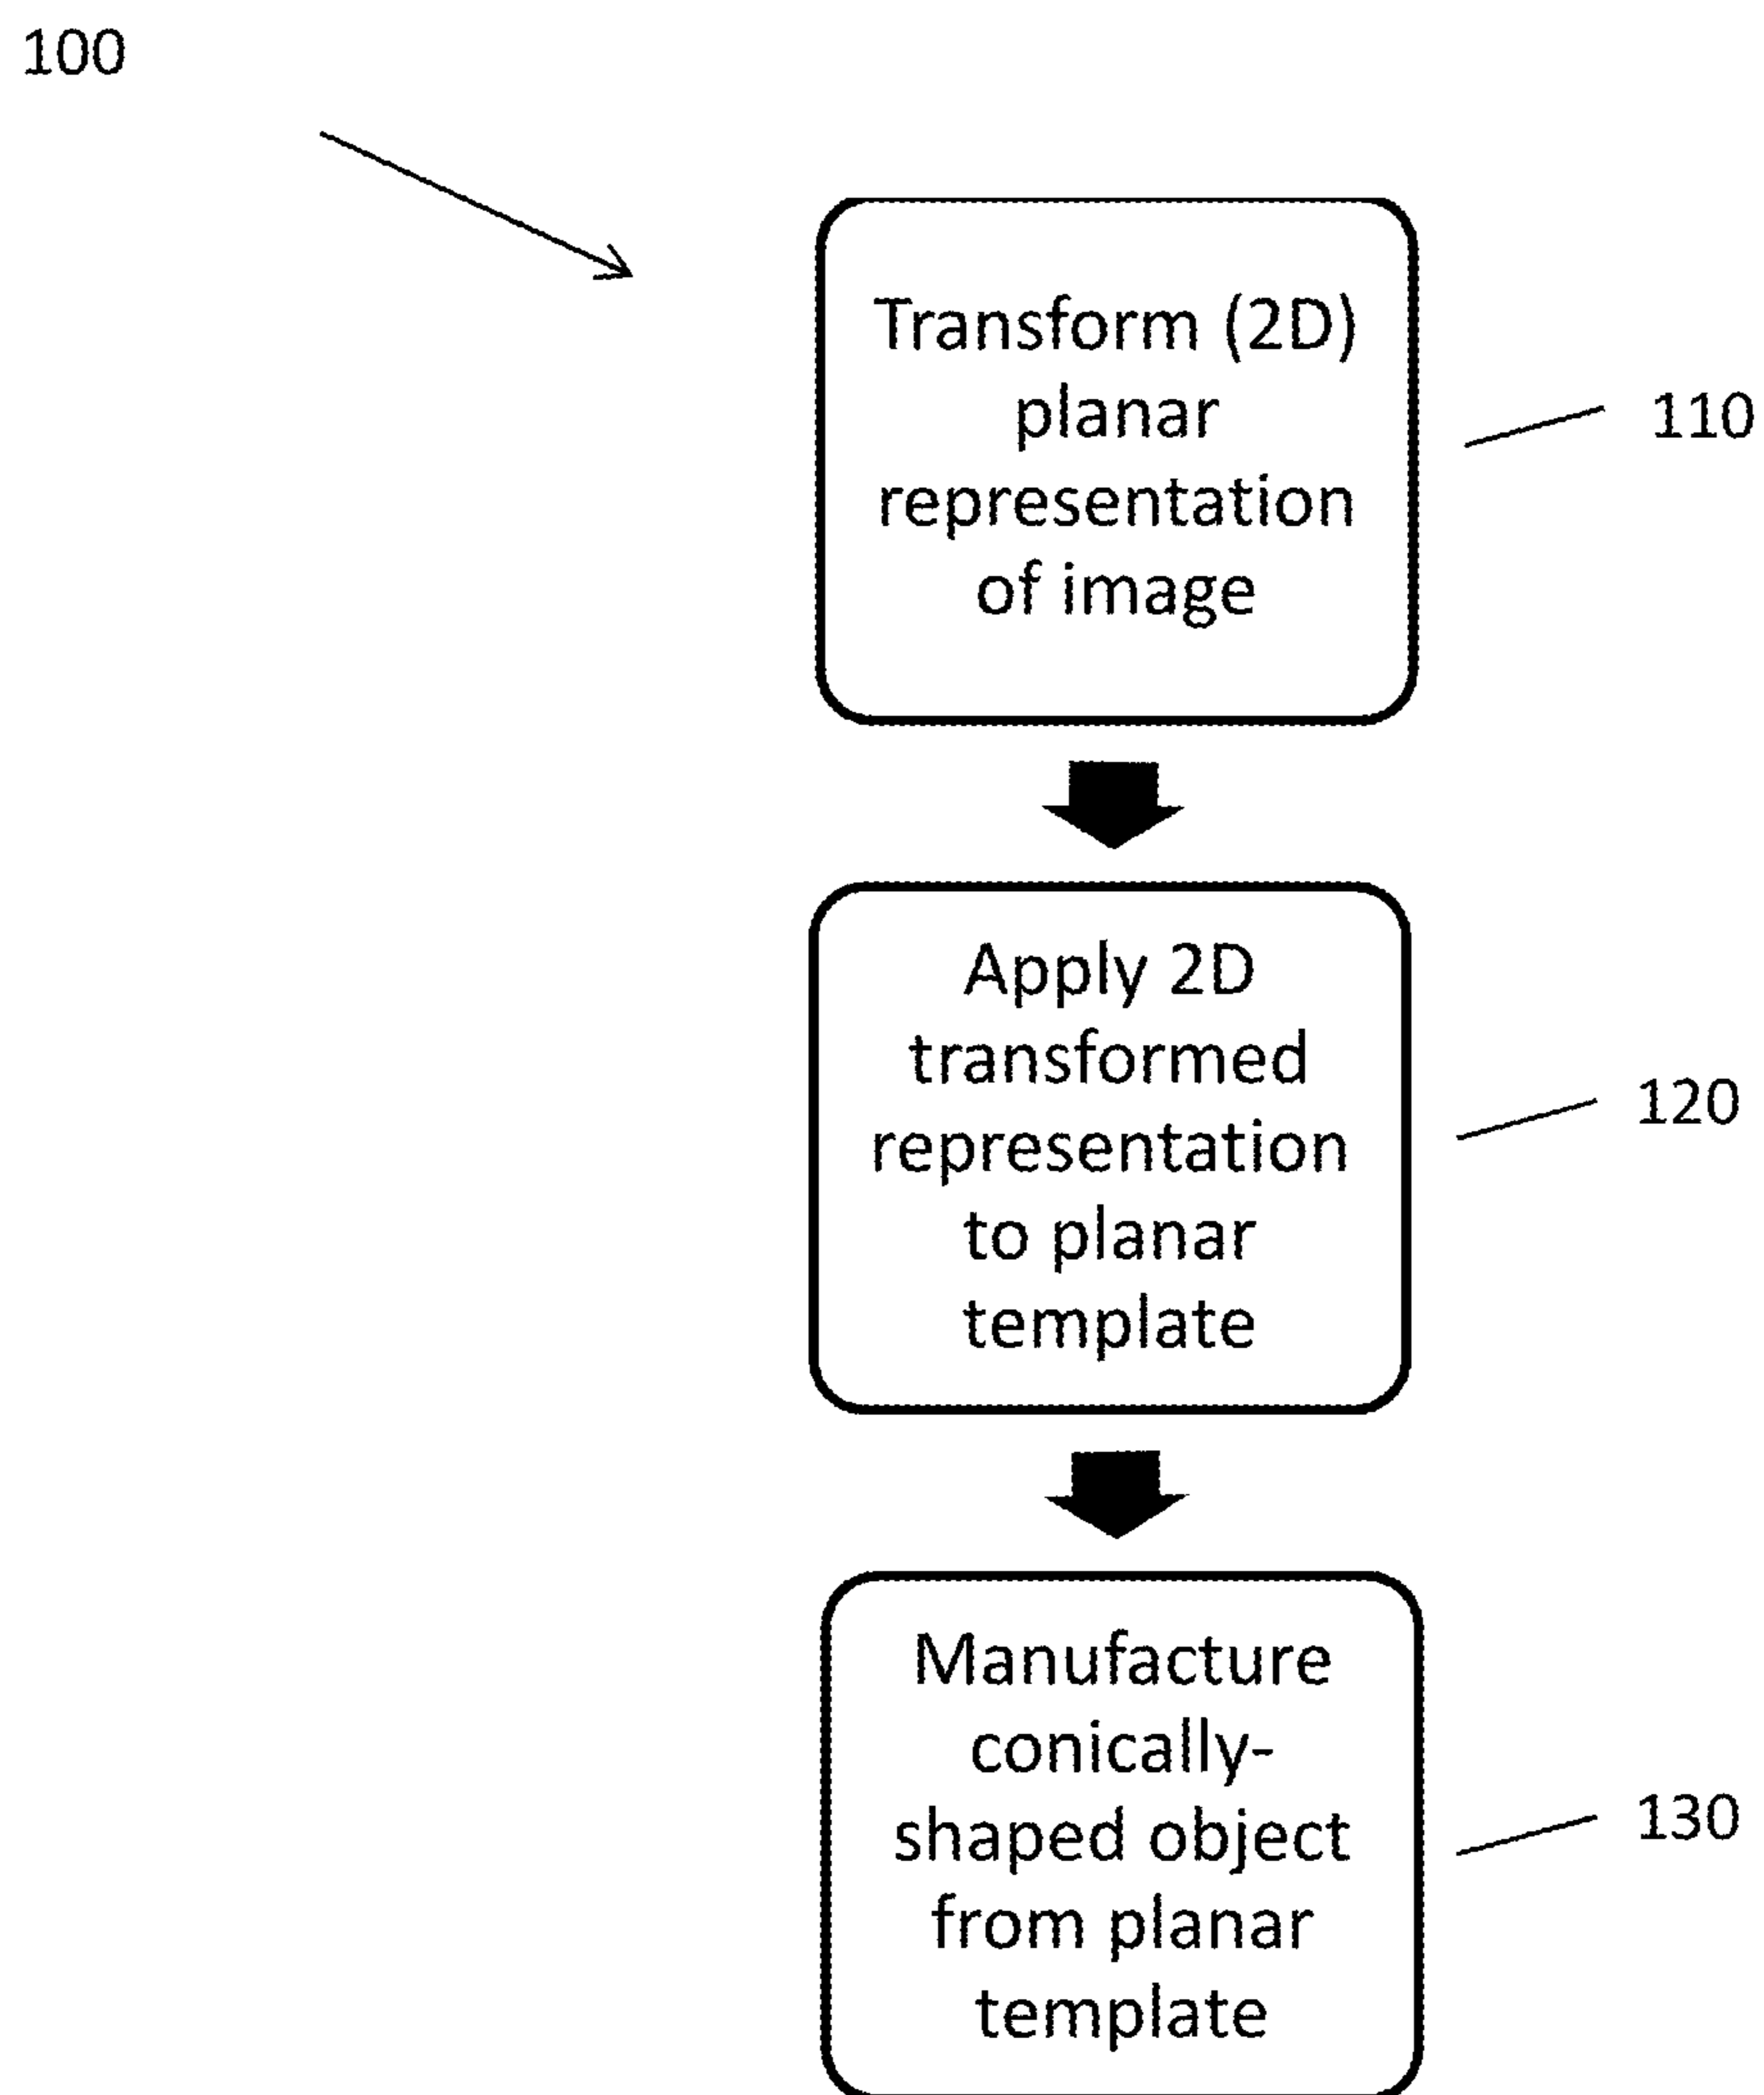 100
Transform (2D)
planar
representation
of image
110
Apply 2D
transformed
representation
to planar
template
120
Manufacture
conically-
shaped object
from planar
template
130